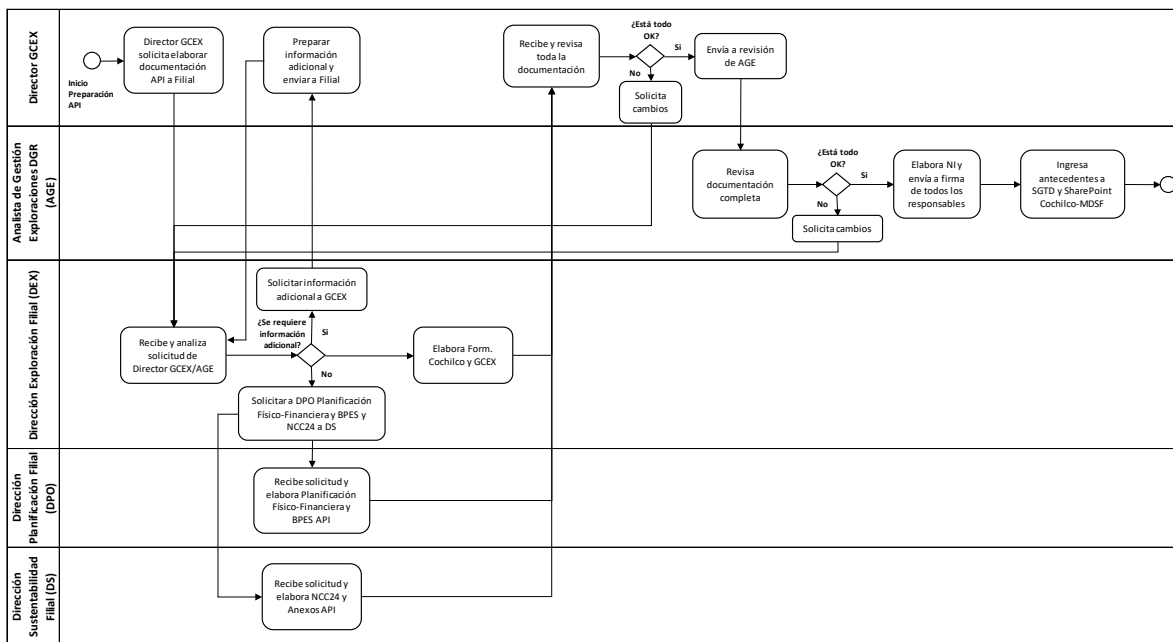 Director GCEX
Inicio
Preparación
API
Director GCEX
solicita elaborar
documentación
API a Filial
Preparar
información
adicional y
enviar a Filial
Recibe y revisa
toda la
documentación
¿Está todo
OK?
Si
No
Solicita
cambios
Envía a revisión
de AGE
Analista de Gestión
Exploraciones DGR
(AGE)
Revisa
documentación
completa
¿Está todo
OK?
Si
No
Solicita cambios
Elabora NI y
envía a firma
de todos los
responsables
Ingresa
antecedentes a
SGTD y SharePoint
Cochilco-MDSF
Dirección Exploración Filial (DEX)
Recibe y analiza
solicitud de
Director GCEX/AGE
Solicitar información
adicional a GCEX
¿Se requiere
información
adicional?
Si
No
Elabora Form.
Cochilco y GCEX
Solicitar a DPO Planificación
Físico-Financiera y BPES y
NCC24 a DS
Dirección
Planificación Filial
(DPO)
Recibe solicitud y
elabora Planificación
Físico-Financiera y
BPES API
Dirección
Sustentabilidad
Filial (DS)
Recibe solicitud y
elabora NCC24 y
Anexos API